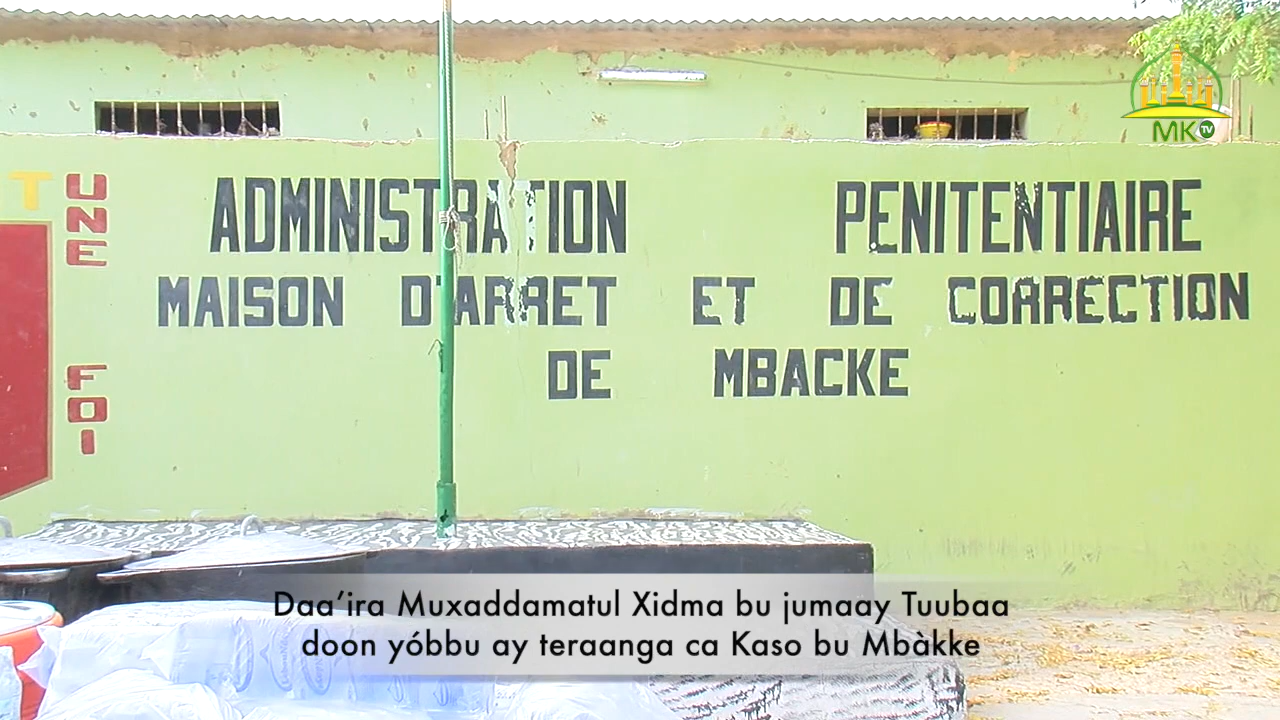 MK TV
T
UNE
FOI
ADMINISTRATION PENITENTIAIRE
MAISON D'ARRET ET DE CORRECTION
DE MBACKE
Daa'ira Muxaddamatul Xidma bu jumaay Tuubaa
doon yóbbu ay teraanga ca Kaso bu Mbàkke